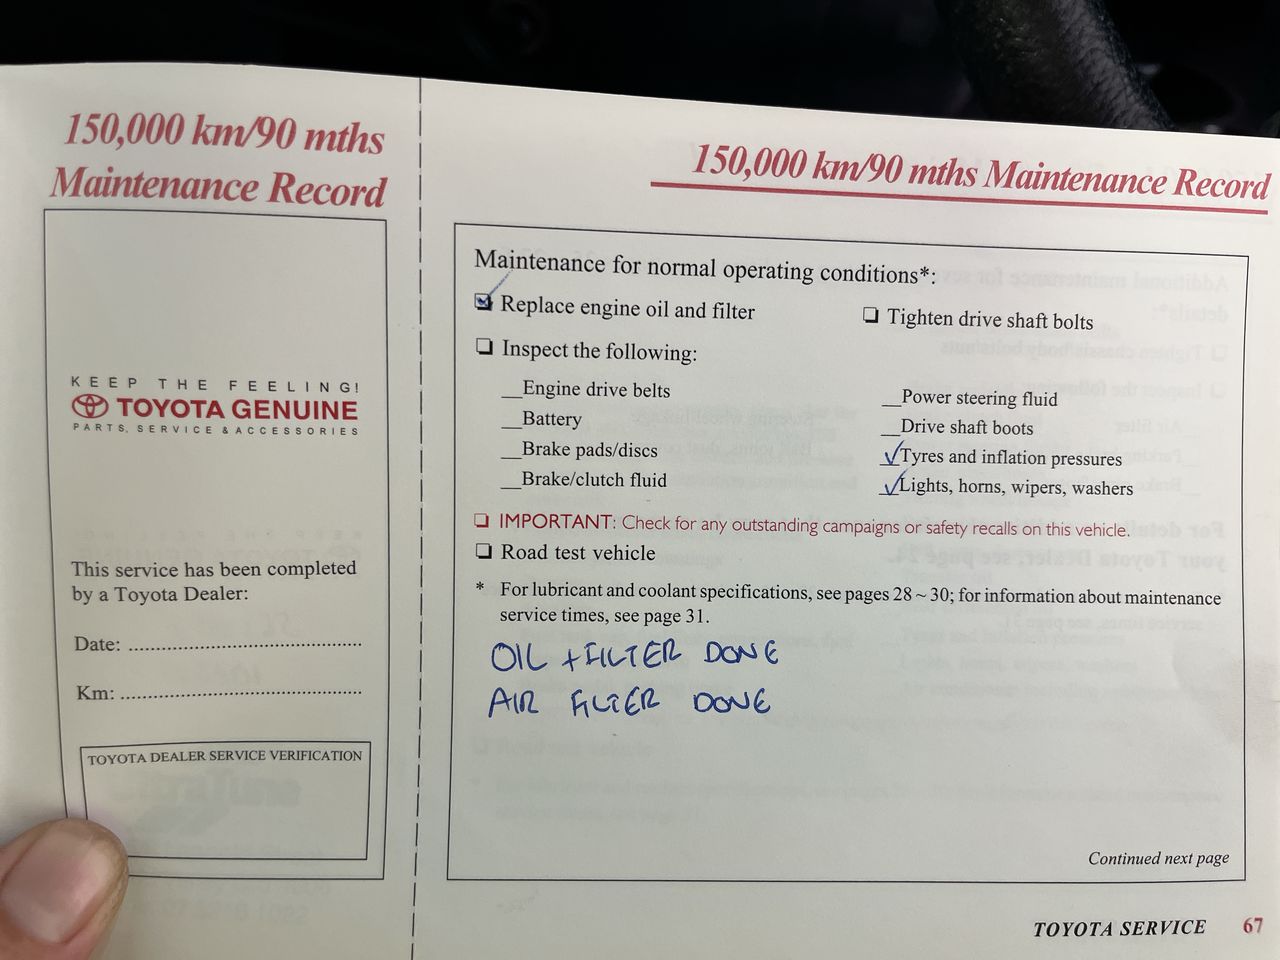 150,000 km/90 mths
Maintenance Record
KEEP THE FEELING!
TOYOTA GENUINE
PARTS, SERVICE & ACCESSORIES
This service has been completed
by a Toyota Dealer:
Date: ................................................
Km: ................................................
TOYOTA DEALER SERVICE VERIFICATION
150,000 km/90 mths Maintenance Record
Maintenance for normal operating conditions*:
☑ Replace engine oil and filter
❏ Tighten drive shaft bolts
❏ Inspect the following:
__Engine drive belts
__Battery
__Brake pads/discs
__Brake/clutch fluid
__Power steering fluid
__Drive shaft boots
✓Tyres and inflation pressures
✓Lights, horns, wipers, washers
❏ IMPORTANT: Check for any outstanding campaigns or safety recalls on this vehicle.
❏ Road test vehicle
* For lubricant and coolant specifications, see pages 28 ~ 30; for information about maintenance
service times, see page 31.
OIL + FILTER DONE
AIR FILTER DONE
Continued next page
TOYOTA SERVICE 67